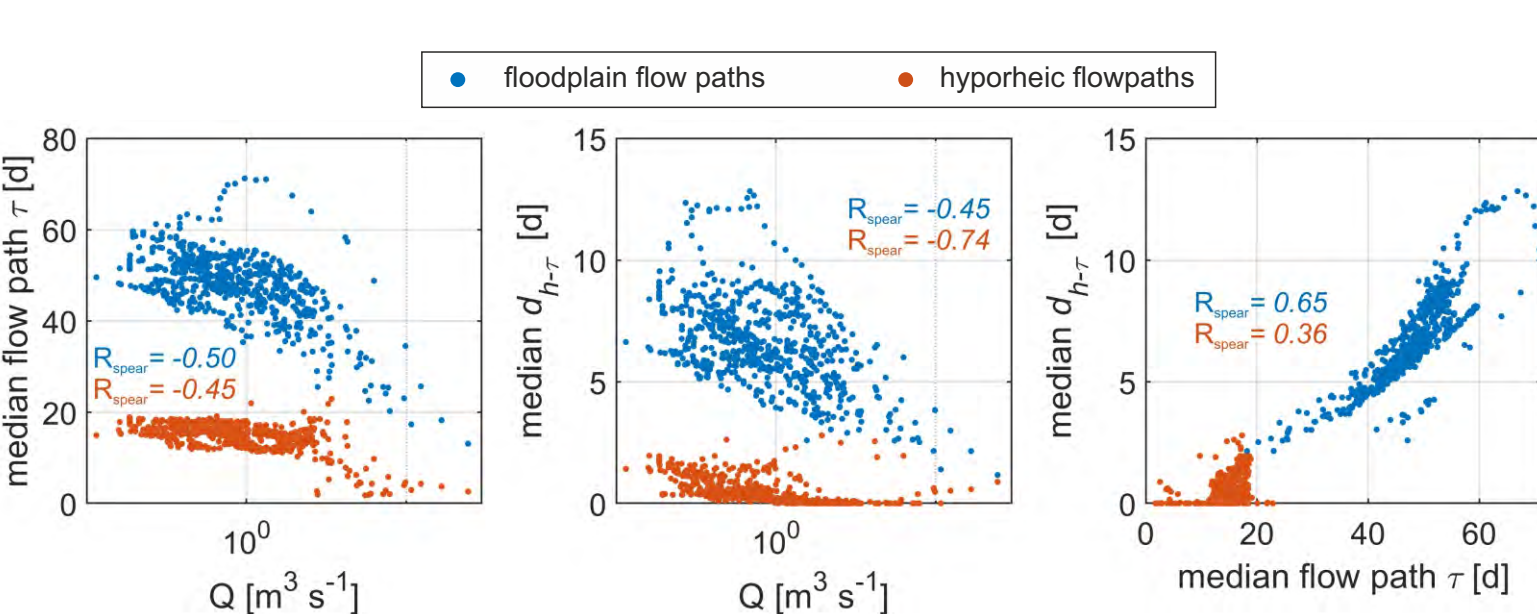 floodplain flow paths
hyporheic flowpaths
median flow path τ [d]
80
60
40
20
0
R_spear = -0.50
R_spear = -0.45
10^0
Q [m^3 s^-1]
median d_h-τ [d]
15
10
5
0
R_spear = -0.45
R_spear = -0.74
10^0
Q [m^3 s^-1]
median d_h-τ [d]
15
10
5
0
R_spear = 0.65
R_spear = 0.36
0 20 40 60
median flow path τ [d]